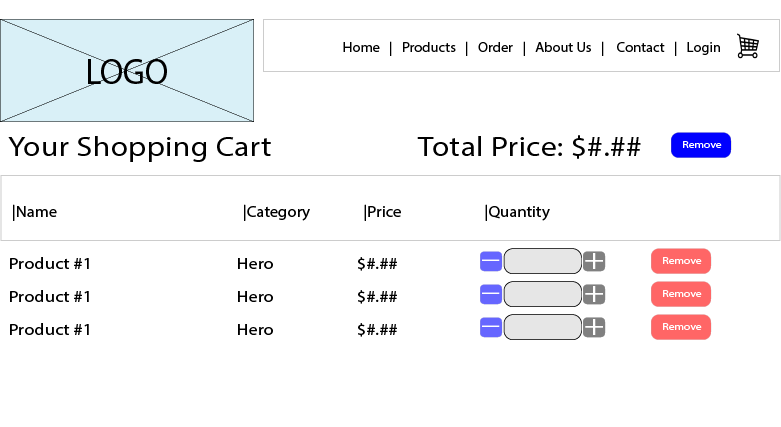 LOGO
Home | Products | Order | About Us | Contact | Login
Your Shopping Cart Total Price: $#.## Remove
|Name |Category |Price |Quantity
Product #1 Hero $#.## — + Remove
Product #1 Hero $#.## — + Remove
Product #1 Hero $#.## — + Remove